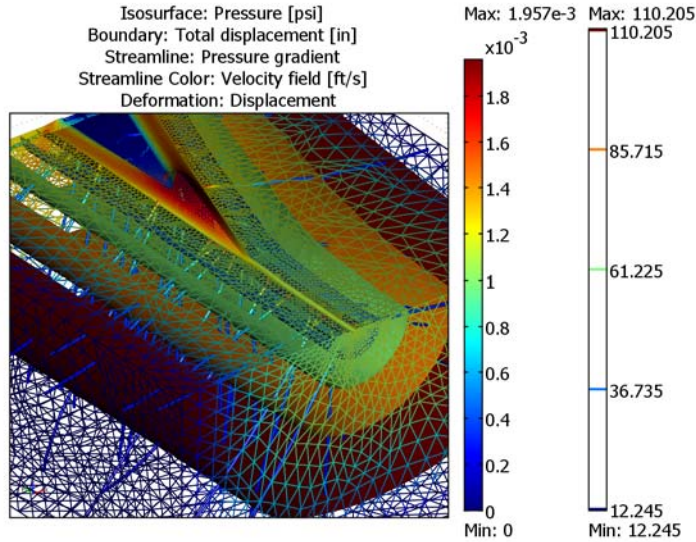 Isosurface: Pressure [psi]
Boundary: Total displacement [in]
Streamline: Pressure gradient
Streamline Color: Velocity field [ft/s]
Deformation: Displacement
Max: 1.957e-3
Max: 110.205
x10⁻³
1.8
1.6
1.4
1.2
1
0.8
0.6
0.4
0.2
0
Min: 0
110.205
85.715
61.225
36.735
12.245
Min: 12.245